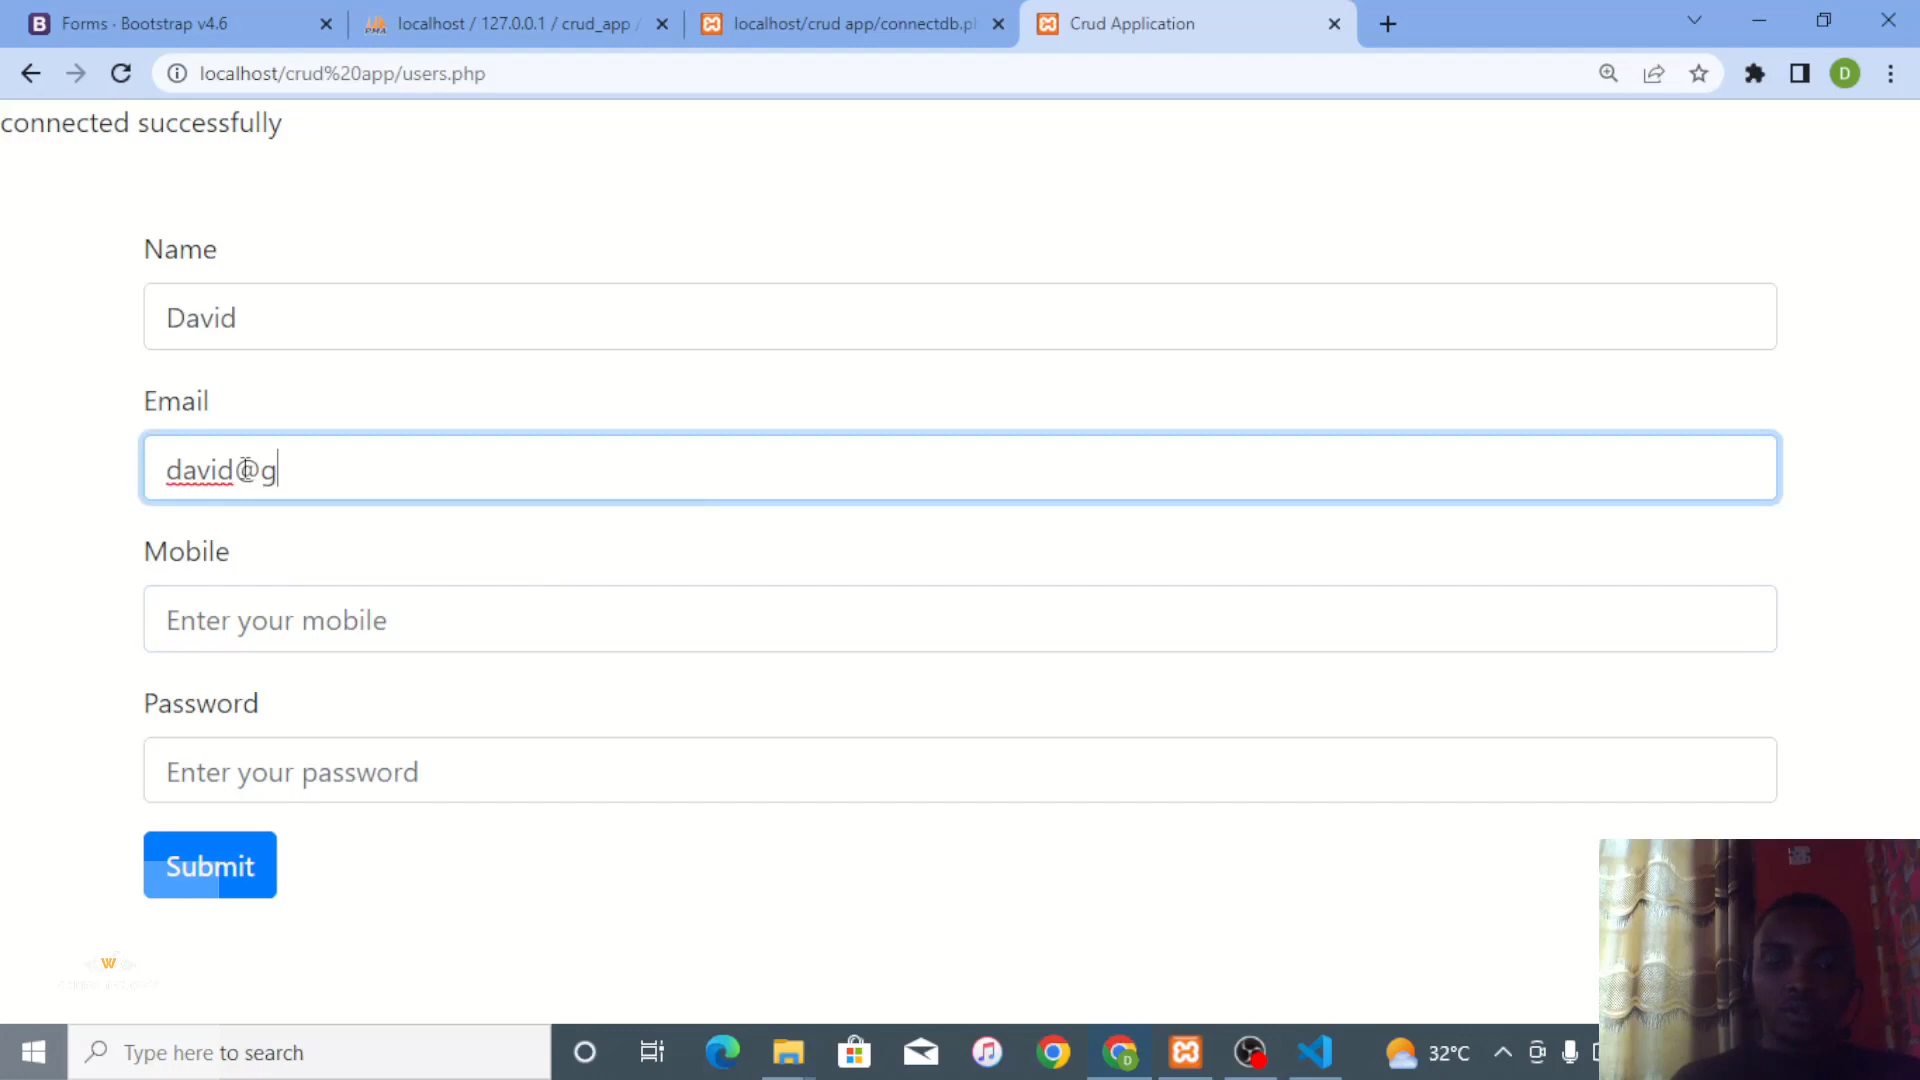 Forms - Bootstrap v4.6
localhost / 127.0.0.1 / crud_app /
localhost/crud app/connectdb.p
Crud Application
localhost/crud%20app/users.php
D
connected successfully
Name
David
Email
david@g
Mobile
Enter your mobile
Password
Enter your password
Submit
W
Type here to search
D
32°C